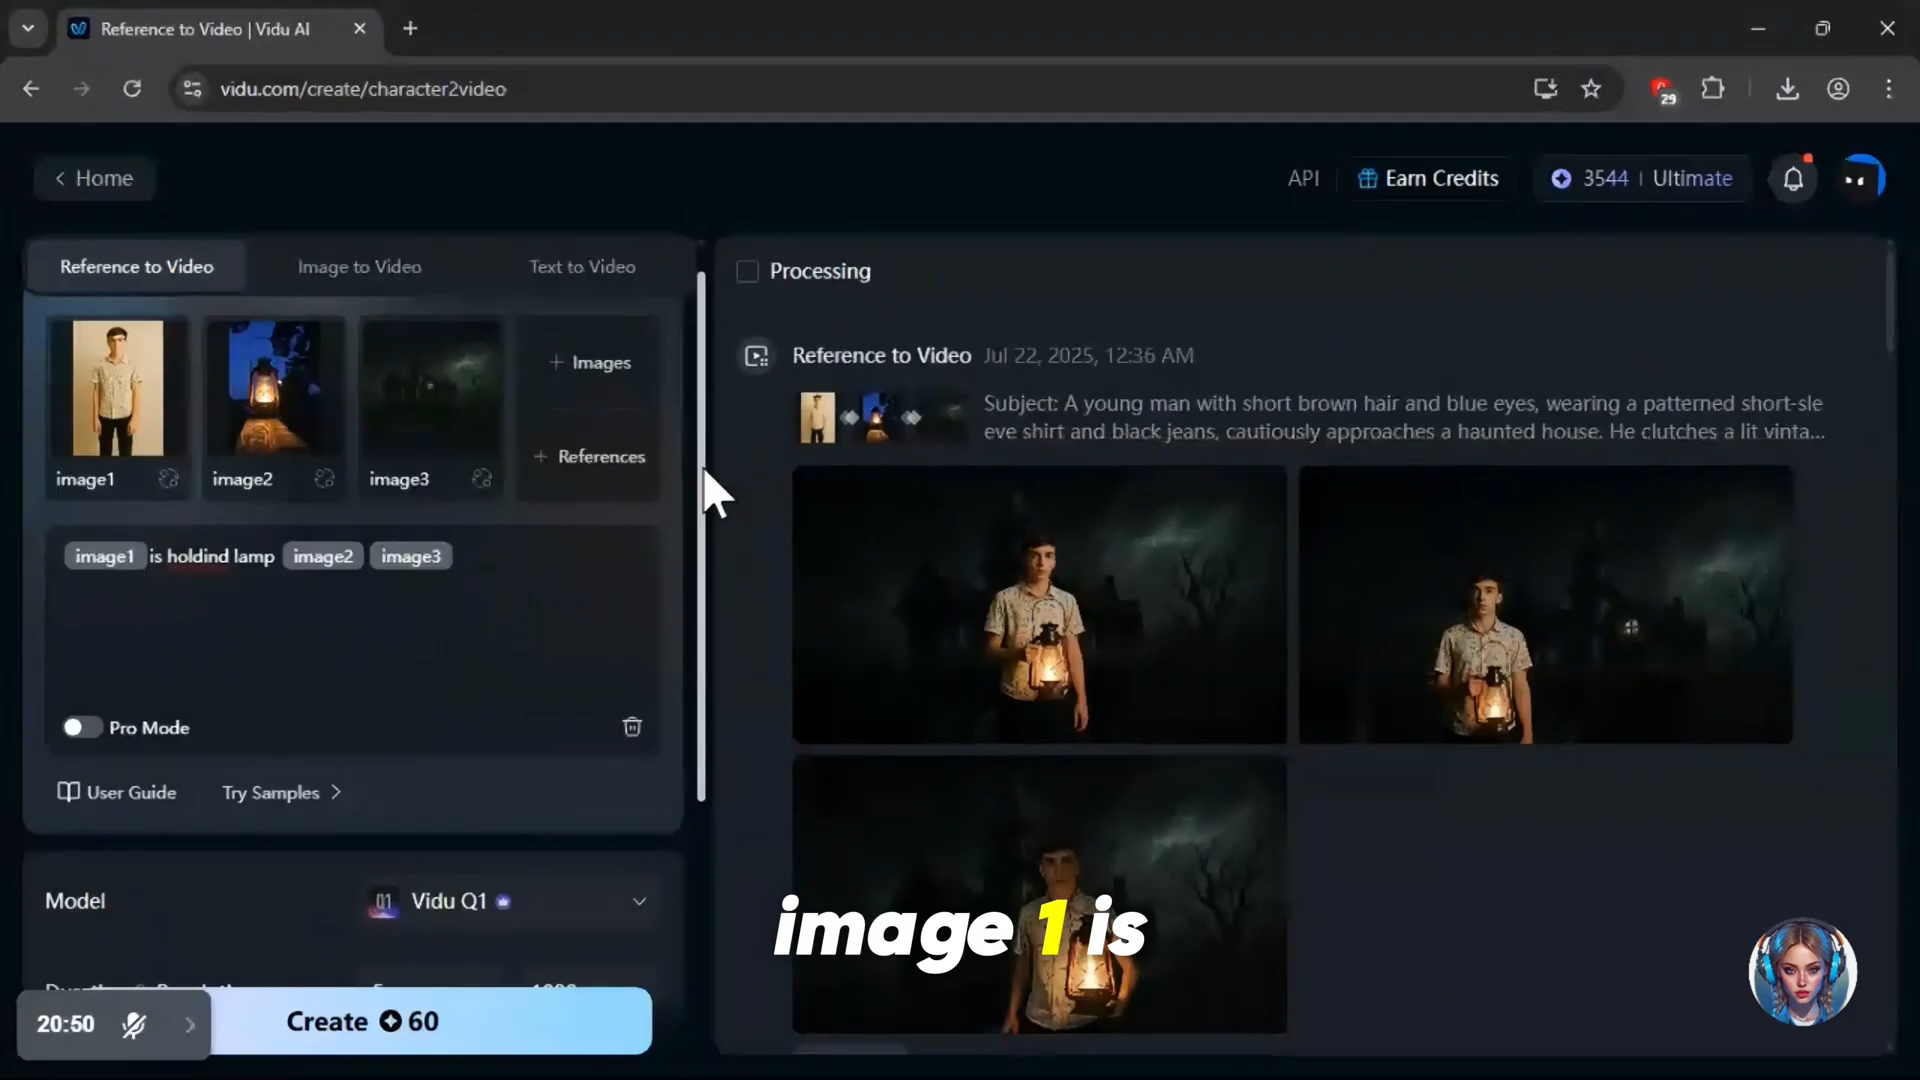 Reference to Video | Vidu AI
vidu.com/create/character2video
29
Home
API
Earn Credits
3544 | Ultimate
Reference to Video
Image to Video
Text to Video
+ Images
+ References
image1
image2
image3
image1 is holdind lamp image2 image3
Pro Mode
User Guide
Try Samples
Model
Vidu Q1
20:50
Create 60
Processing
Reference to Video Jul 22, 2025, 12:36 AM
Subject: A young man with short brown hair and blue eyes, wearing a patterned short-sle
eve shirt and black jeans, cautiously approaches a haunted house. He clutches a lit vinta...
image 1 is